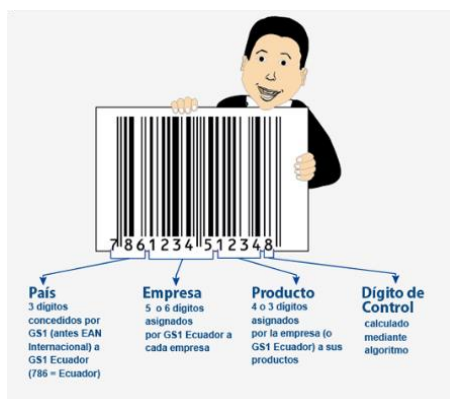 7861234512348
País
3 dígitos
concedidos por
GS1 (antes EAN
Internacional) a
GS1 Ecuador
(786 = Ecuador)
Empresa
5 o 6 dígitos
asignados
por GS1 Ecuador a
cada empresa
Producto
4 o 3 dígitos
asignados
por la empresa (o
GS1 Ecuador) a sus
productos
Dígito de
Control
calculado
mediante
algoritmo